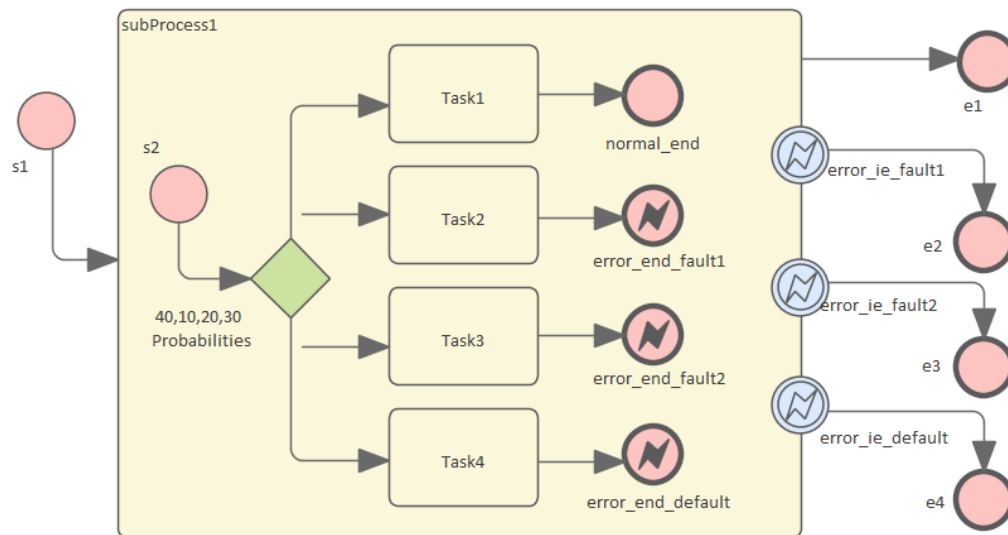 subProcess1
s1
s2
40,10,20,30
Probabilities
Task1
normal_end
Task2
error_end_fault1
Task3
error_end_fault2
Task4
error_end_default
e1
error_ie_fault1
e2
error_ie_fault2
e3
error_ie_default
e4